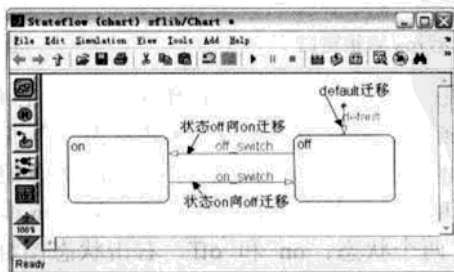 Stateflow (chart) sflib/Chart *
File Edit Simulation View Tools Add Help
default迁移
default
状态off向on迁移
on
off_switch
off
on_switch
状态on向off迁移
100%
Ready